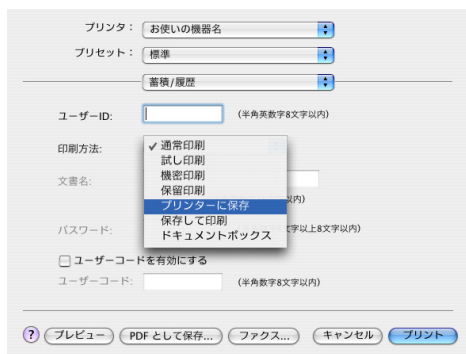 プリンタ： お使いの機器名
プリセット： 標準
蓄積/履歴
ユーザーID: (半角英数字8文字以内)
印刷方法: ✓ 通常印刷
試し印刷
機密印刷
保留印刷
文書名:
プリンターに保存
以内)
保存して印刷
パスワード: 文字以上8文字以内)
ドキュメントボックス
ユーザーコードを有効にする
ユーザーコード: (半角数字8文字以内)
? プレビュー PDF として保存... ファクス... キャンセル プリント